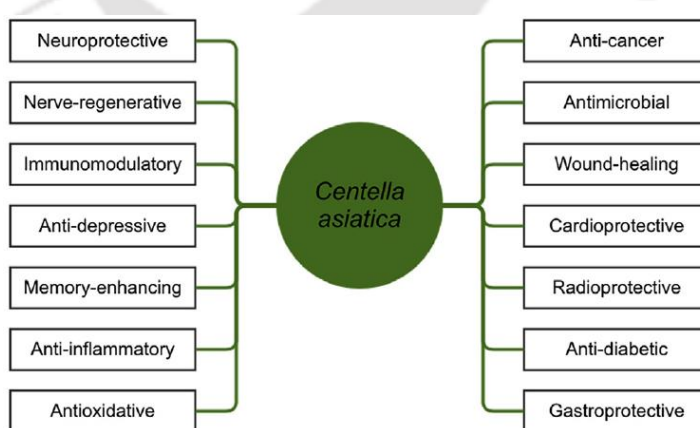 Neuroprotective
Nerve-regenerative
Immunomodulatory
Anti-depressive
Memory-enhancing
Anti-inflammatory
Antioxidative
Centella
asiatica
Anti-cancer
Antimicrobial
Wound-healing
Cardioprotective
Radioprotective
Anti-diabetic
Gastroprotective